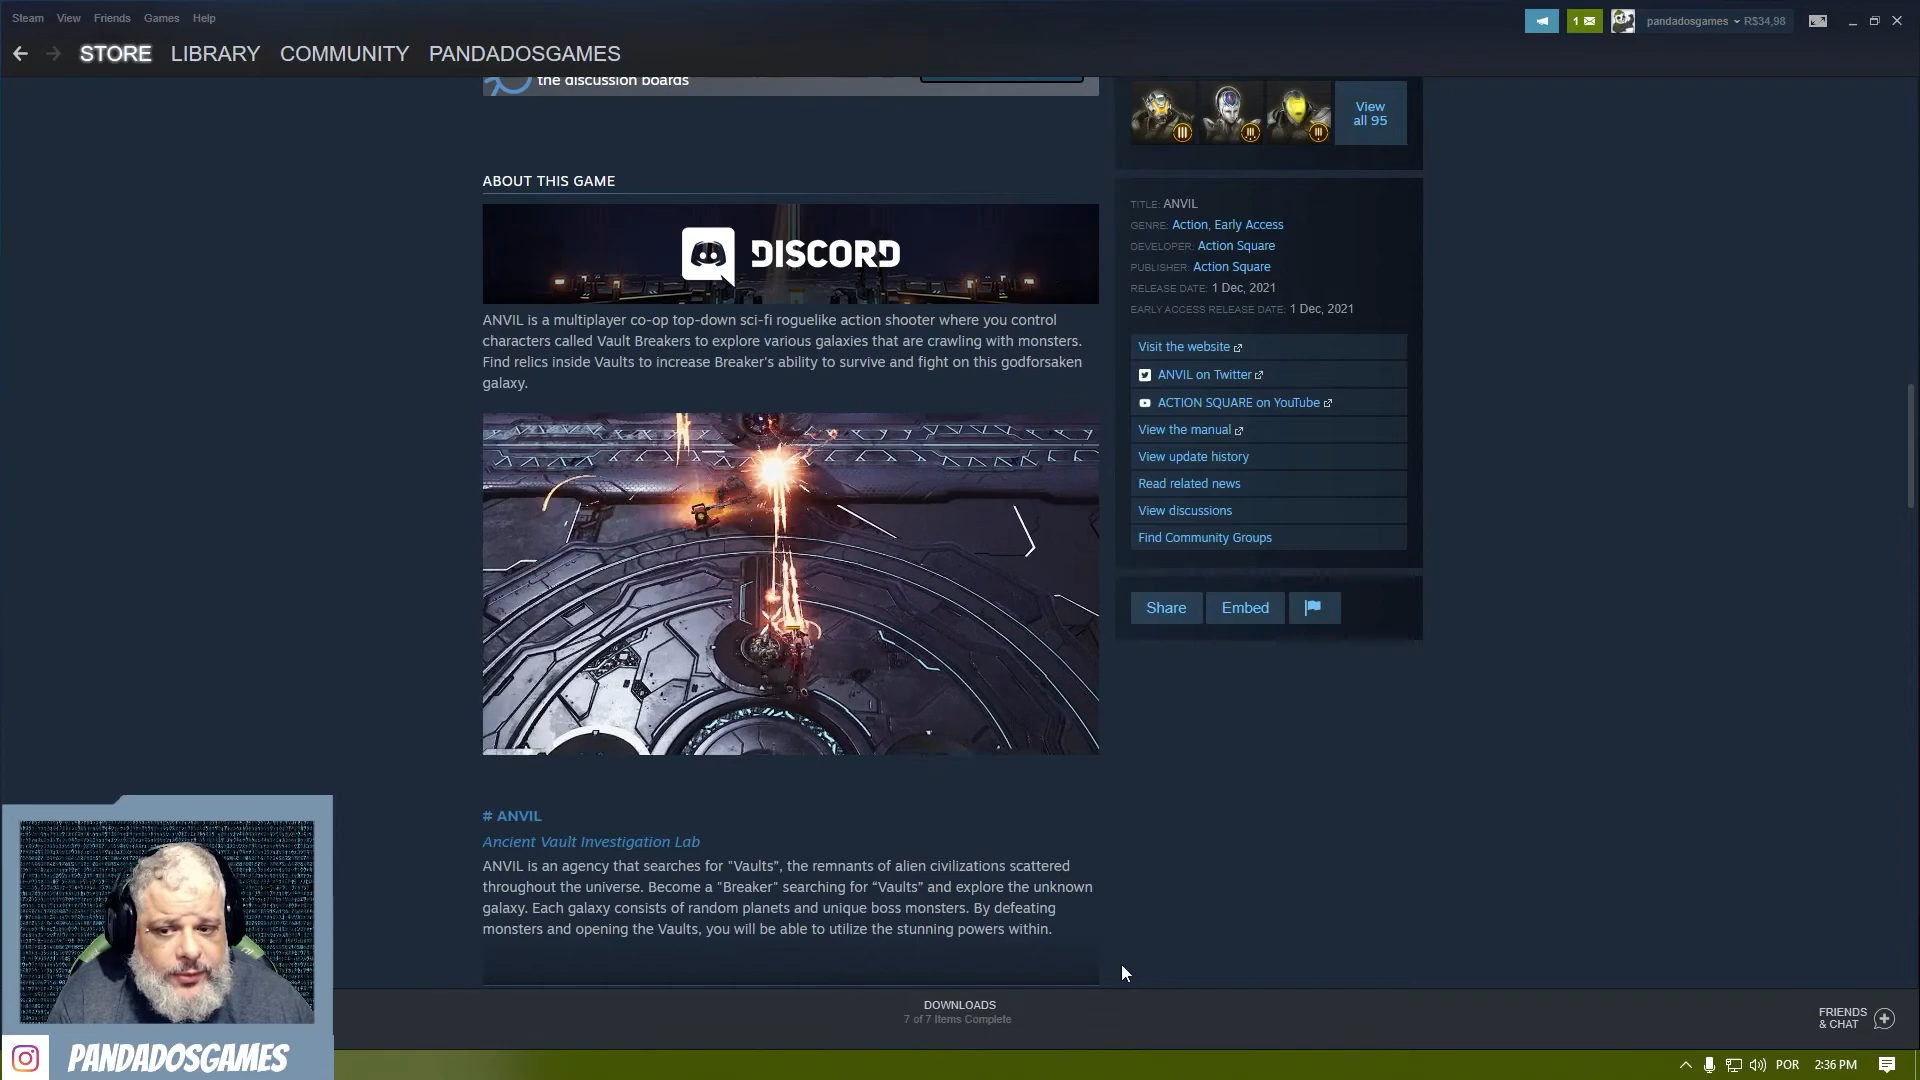 Steam View Friends Games Help
1
pandadosgames R$34,98
STORE LIBRARY COMMUNITY PANDADOSGAMES
the discussion boards
View
all 95
ABOUT THIS GAME
DISCORD
ANVIL is a multiplayer co-op top-down sci-fi roguelike action shooter where you control
characters called Vault Breakers to explore various galaxies that are crawling with monsters.
Find relics inside Vaults to increase Breaker's ability to survive and fight on this godforsaken
galaxy.
TITLE: ANVIL
GENRE: Action, Early Access
DEVELOPER: Action Square
PUBLISHER: Action Square
RELEASE DATE: 1 Dec, 2021
EARLY ACCESS RELEASE DATE: 1 Dec, 2021
Visit the website
ANVIL on Twitter
ACTION SQUARE on YouTube
View the manual
View update history
Read related news
View discussions
Find Community Groups
Share Embed
# ANVIL
Ancient Vault Investigation Lab
ANVIL is an agency that searches for "Vaults”, the remnants of alien civilizations scattered
throughout the universe. Become a "Breaker" searching for “Vaults” and explore the unknown
galaxy. Each galaxy consists of random planets and unique boss monsters. By defeating
monsters and opening the Vaults, you will be able to utilize the stunning powers within.
DOWNLOADS
7 of 7 Items Complete
FRIENDS
& CHAT
PANDADOSGAMES
POR 2:36 PM